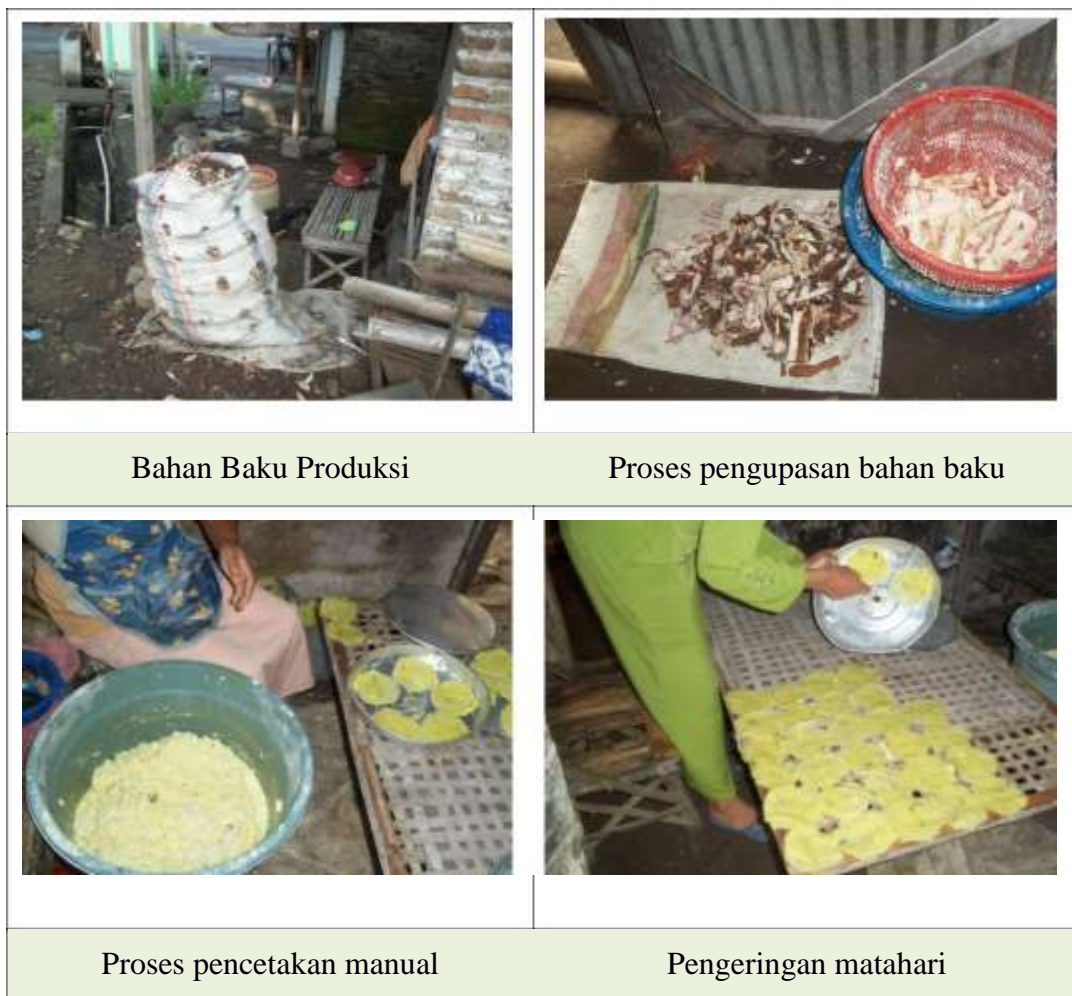 Bahan Baku Produksi
Proses pengupasan bahan baku
Proses pencetakan manual
Pengeringan matahari